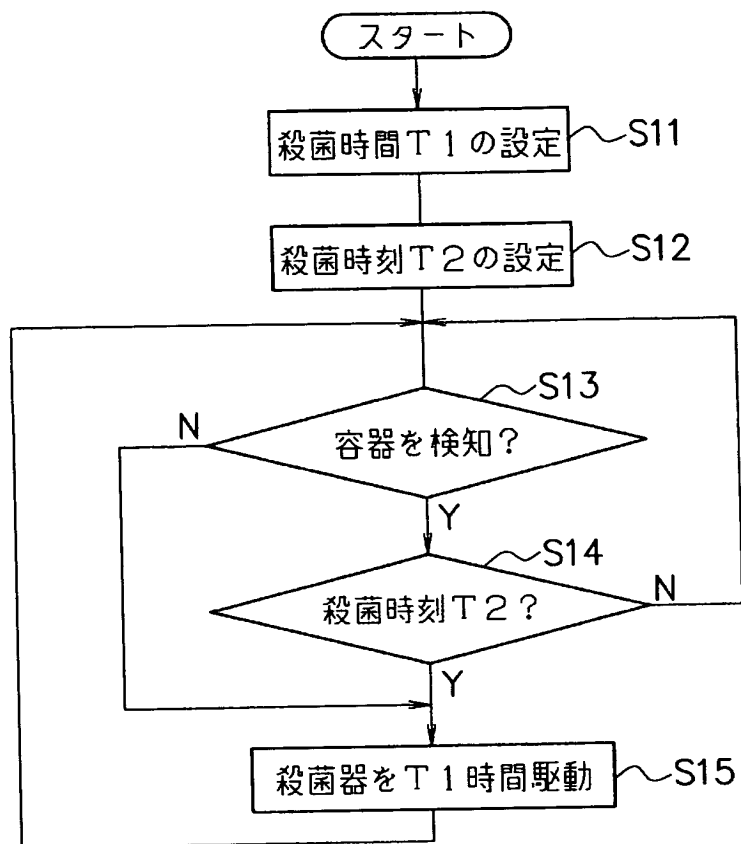 スタート
殺菌時間T1の設定
S11
殺菌時刻T2の設定
S12
S13
N
容器を検知?
Y
S14
殺菌時刻T2?
N
Y
殺菌器をT1時間駆動
S15